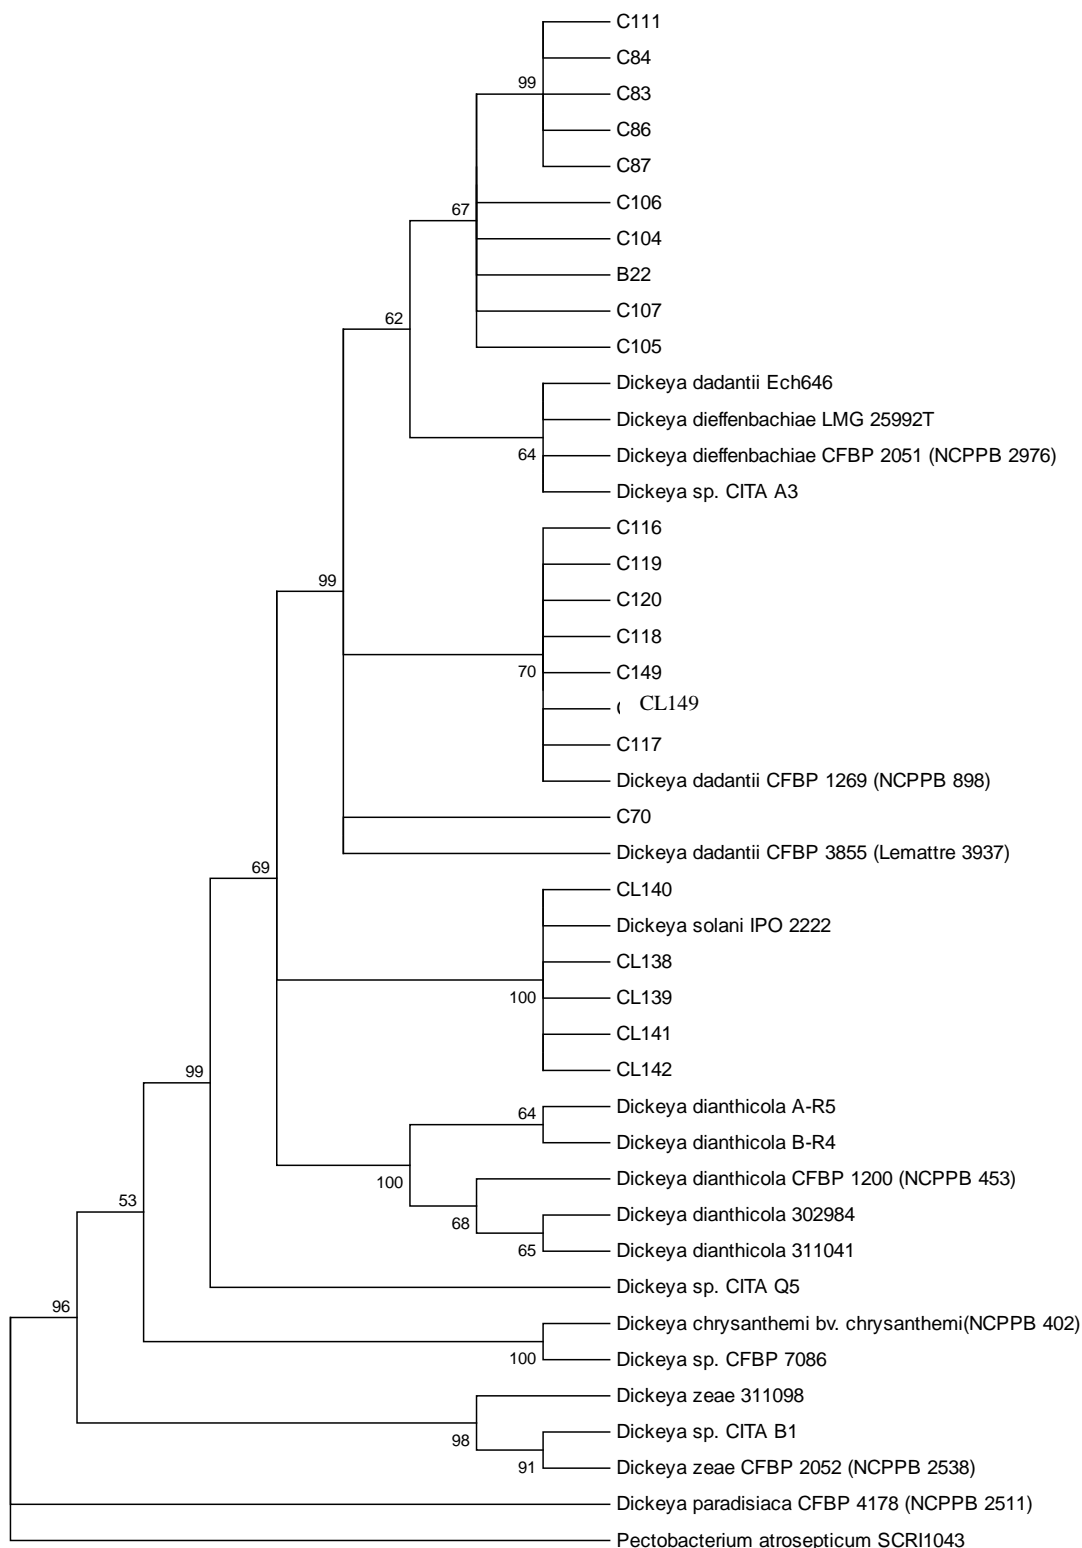 C111
C84
99
C83
C86
C87
C106
67
C104
B22
C107
62
C105
Dickeya dadantii Ech646
Dickeya dieffenbachiae LMG 25992T
64
Dickeya dieffenbachiae CFBP 2051 (NCPPB 2976)
Dickeya sp. CITA A3
C116
C119
99
C120
C118
70
C149
CL149
C117
Dickeya dadantii CFBP 1269 (NCPPB 898)
C70
Dickeya dadantii CFBP 3855 (Lemattre 3937)
69
CL140
Dickeya solani IPO 2222
CL138
100
CL139
CL141
99
CL142
64
Dickeya dianthicola A-R5
Dickeya dianthicola B-R4
100
Dickeya dianthicola CFBP 1200 (NCPPB 453)
53
Dickeya dianthicola 302984
68
65
Dickeya dianthicola 311041
Dickeya sp. CITA Q5
96
Dickeya chrysanthemi bv. chrysanthemi(NCPPB 402)
100
Dickeya sp. CFBP 7086
Dickeya zeae 311098
98
Dickeya sp. CITA B1
91
Dickeya zeae CFBP 2052 (NCPPB 2538)
Dickeya paradisiaca CFBP 4178 (NCPPB 2511)
Pectobacterium atrosepticum SCRI1043